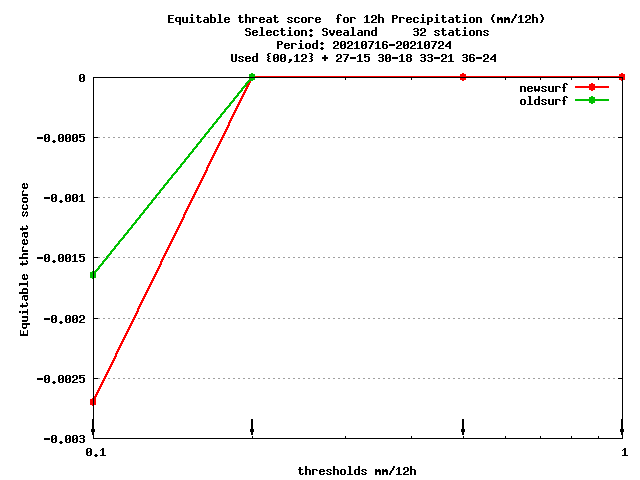 Equitable threat score  for 12h Precipitation (mm/12h)
Selection: Svealand     32 stations
Period: 20210716-20210724
Used {00,12} + 27-15 30-18 33-21 36-24
newsurf
oldsurf
0
-0.0005
-0.001
-0.0015
-0.002
-0.0025
-0.003
Equitable threat score
0.1
1
thresholds mm/12h